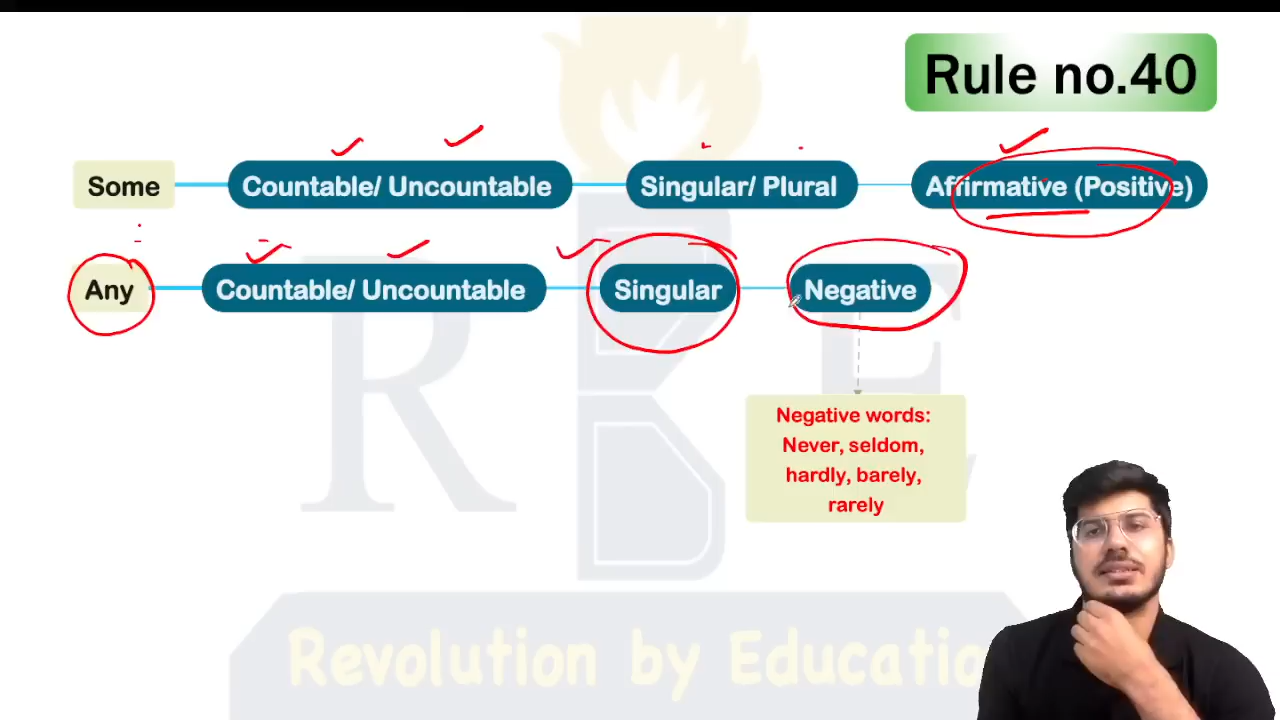 Rule no.40
Some
Countable/ Uncountable
Singular/ Plural
Affirmative (Positive)
Any
Countable/ Uncountable
Singular
Negative
Negative words:
Never, seldom,
hardly, barely,
rarely
R B E
Revolution by Educatio